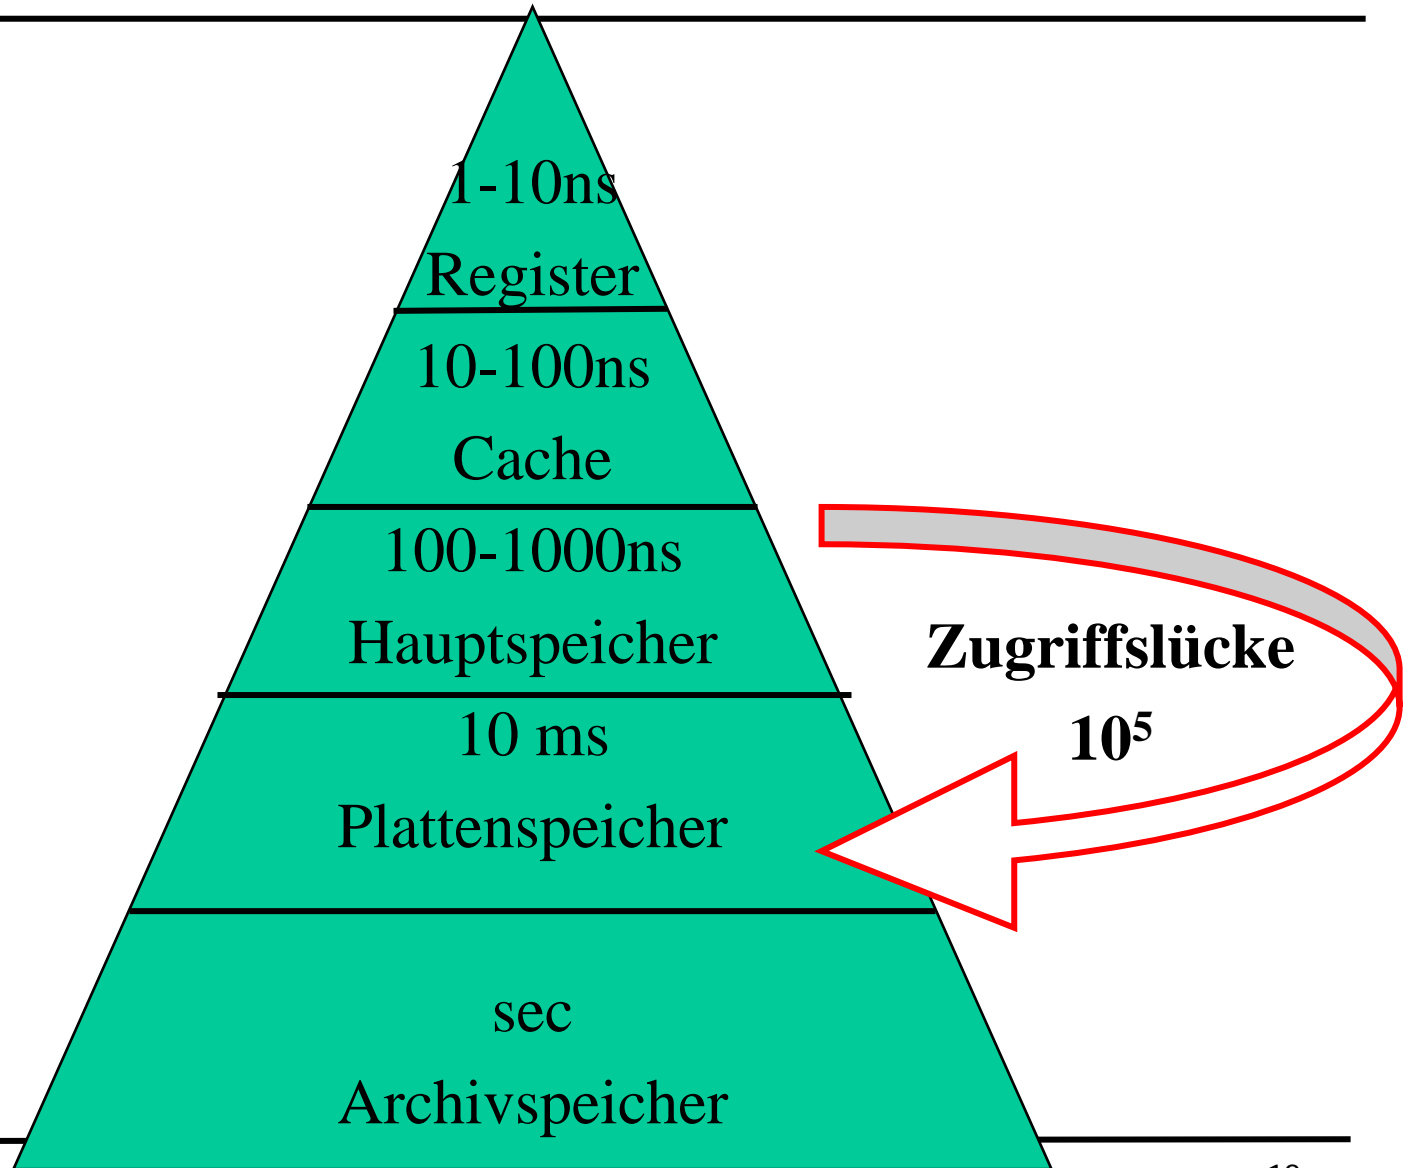 1-10ns
Register
10-100ns
Cache
100-1000ns
Hauptspeicher
Zugriffslücke
10⁵
10 ms
Plattenspeicher
sec
Archivspeicher